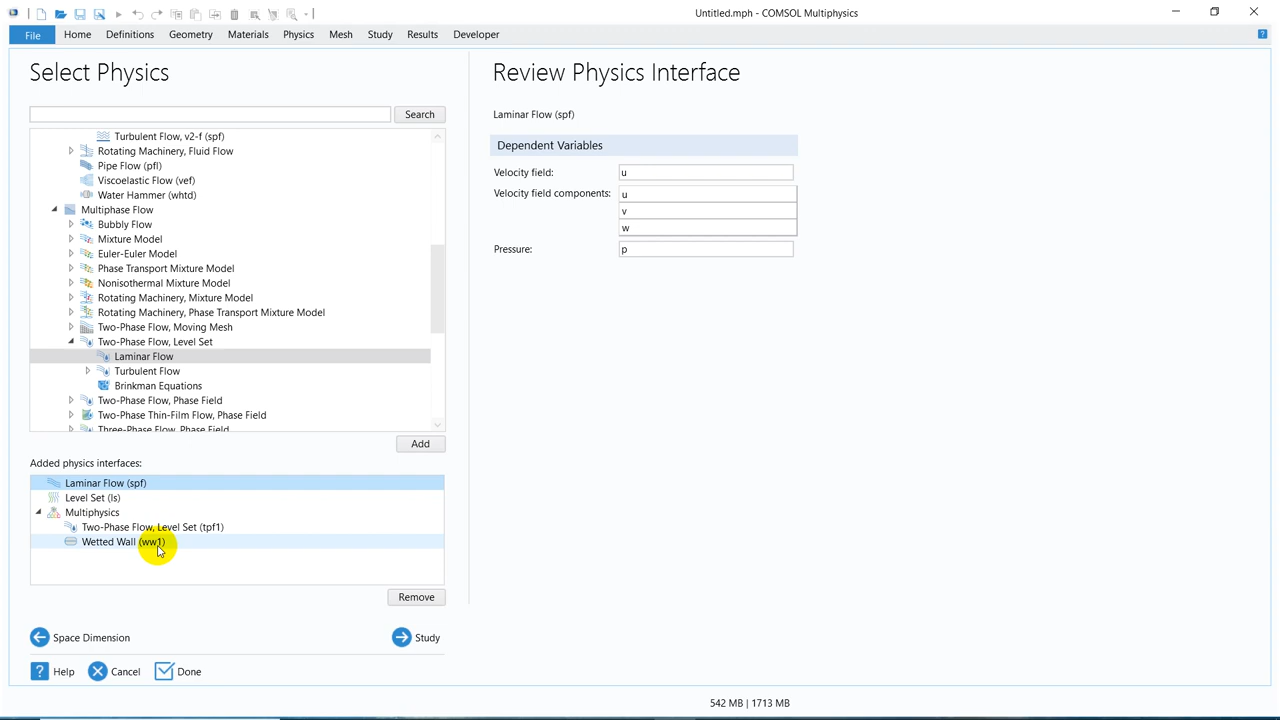 Untitled.mph - COMSOL Multiphysics
File Home Definitions Geometry Materials Physics Mesh Study Results Developer
Select Physics
Search
Turbulent Flow, v2-f (spf)
Rotating Machinery, Fluid Flow
Pipe Flow (pfl)
Viscoelastic Flow (vef)
Water Hammer (whtd)
Multiphase Flow
Bubbly Flow
Mixture Model
Euler-Euler Model
Phase Transport Mixture Model
Nonisothermal Mixture Model
Rotating Machinery, Mixture Model
Rotating Machinery, Phase Transport Mixture Model
Two-Phase Flow, Moving Mesh
Two-Phase Flow, Level Set
Laminar Flow
Turbulent Flow
Brinkman Equations
Two-Phase Flow, Phase Field
Two-Phase Thin-Film Flow, Phase Field
Three-Phase Flow, Phase Field
Add
Added physics interfaces:
Laminar Flow (spf)
Level Set (ls)
Multiphysics
Two-Phase Flow, Level Set (tpf1)
Wetted Wall (ww1)
Remove
Space Dimension
Study
? Help Cancel Done
Review Physics Interface
Laminar Flow (spf)
Dependent Variables
Velocity field: u
Velocity field components: u
v
w
Pressure: p
542 MB | 1713 MB